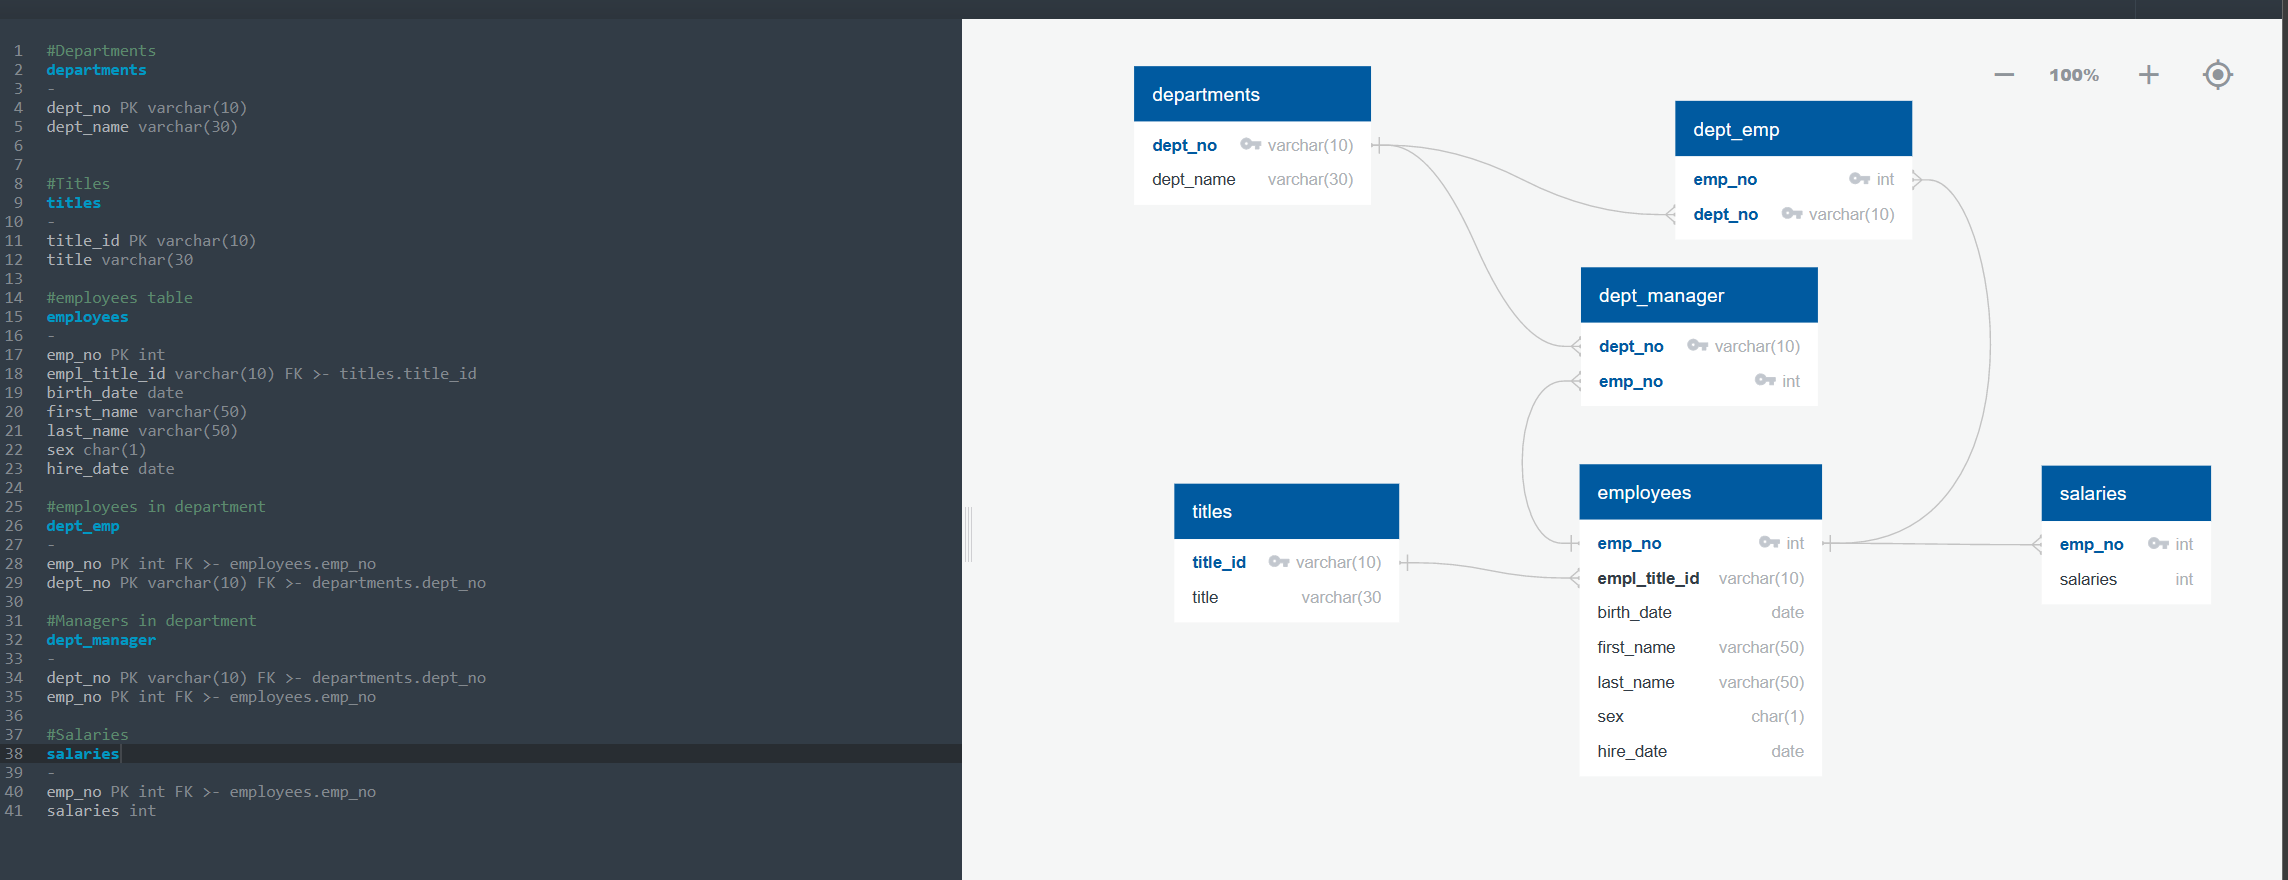 1 #Departments
2 departments
3 -
4 dept_no PK varchar(10)
5 dept_name varchar(30)
6
7
8 #Titles
9 titles
10 -
11 title_id PK varchar(10)
12 title varchar(30
13
14 #employees table
15 employees
16 -
17 emp_no PK int
18 empl_title_id varchar(10) FK >- titles.title_id
19 birth_date date
20 first_name varchar(50)
21 last_name varchar(50)
22 sex char(1)
23 hire_date date
24
25 #employees in department
26 dept_emp
27 -
28 emp_no PK int FK >- employees.emp_no
29 dept_no PK varchar(10) FK >- departments.dept_no
30
31 #Managers in department
32 dept_manager
33 -
34 dept_no PK varchar(10) FK >- departments.dept_no
35 emp_no PK int FK >- employees.emp_no
36
37 #Salaries
38 salaries
39 -
40 emp_no PK int FK >- employees.emp_no
41 salaries int
100%
departments
dept_no varchar(10)
dept_name varchar(30)
dept_emp
emp_no int
dept_no varchar(10)
dept_manager
dept_no varchar(10)
emp_no int
titles
title_id varchar(10)
title varchar(30
employees
emp_no int
empl_title_id varchar(10)
birth_date date
first_name varchar(50)
last_name varchar(50)
sex char(1)
hire_date date
salaries
emp_no int
salaries int